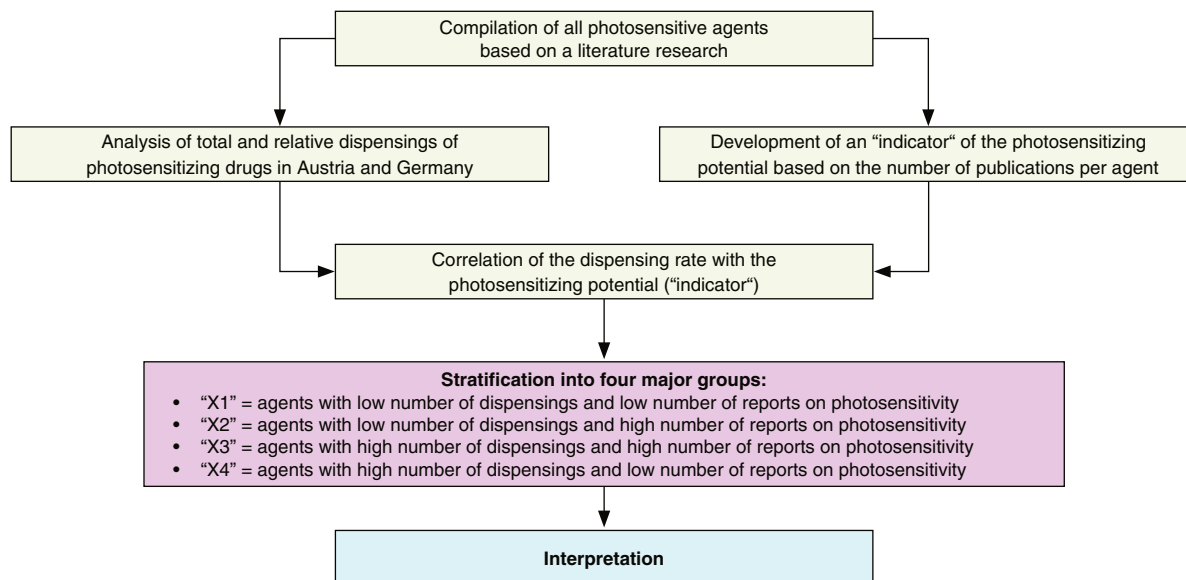 Compilation of all photosensitive agents
based on a literature research
Analysis of total and relative dispensings of
photosensitizing drugs in Austria and Germany
Development of an “indicator“ of the photosensitizing
potential based on the number of publications per agent
Correlation of the dispensing rate with the
photosensitizing potential (“indicator“)
Stratification into four major groups:
• “X1” = agents with low number of dispensings and low number of reports on photosensitivity
• “X2” = agents with low number of dispensings and high number of reports on photosensitivity
• “X3” = agents with high number of dispensings and high number of reports on photosensitivity
• “X4” = agents with high number of dispensings and low number of reports on photosensitivity
Interpretation